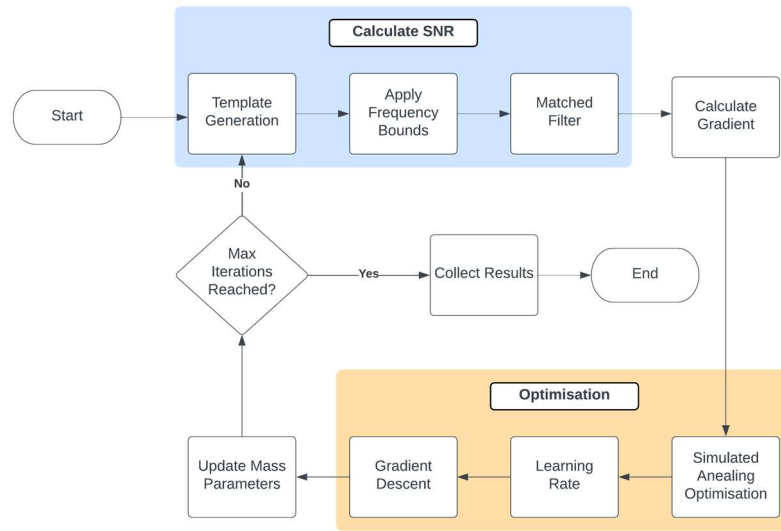 Calculate SNR
Start
Template
Generation
Apply
Frequency
Bounds
Matched
Filter
Calculate
Gradient
No
Max
Iterations
Reached?
Yes
Collect Results
End
Optimisation
Update Mass
Parameters
Gradient
Descent
Learning
Rate
Simulated
Anealing
Optimisation